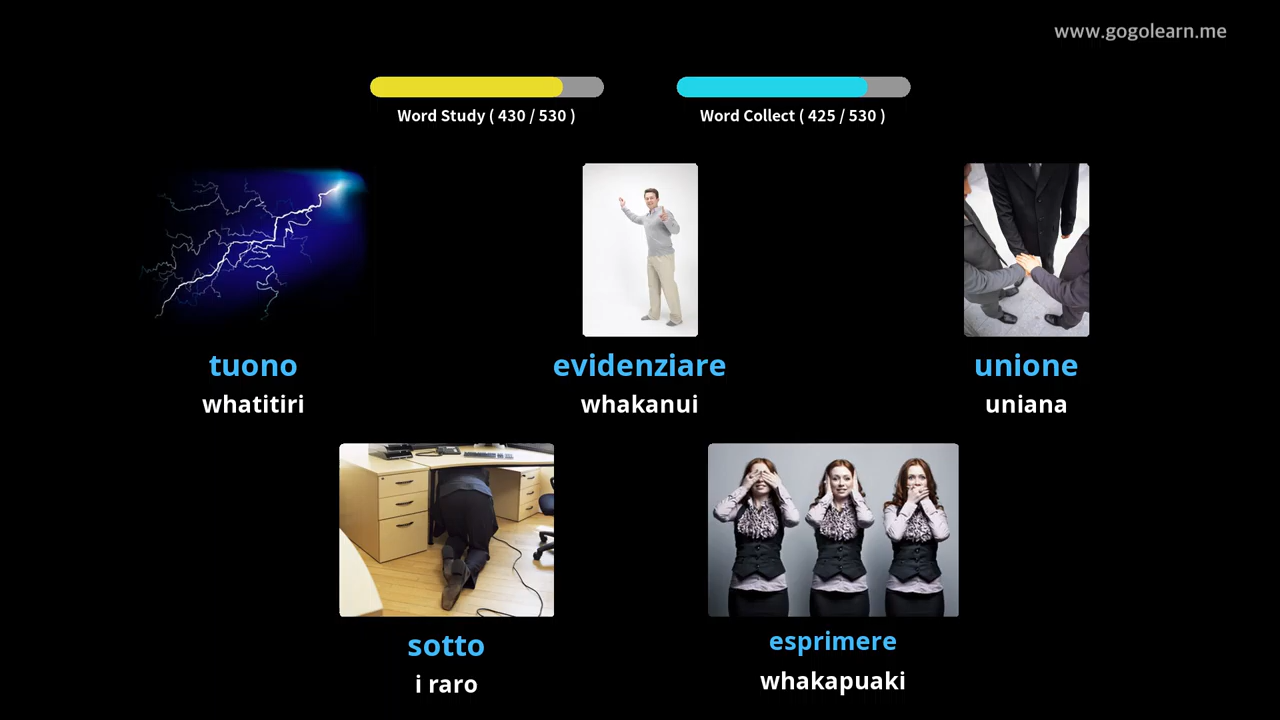 www.gogolearn.me
Word Study ( 430 / 530 )
Word Collect ( 425 / 530 )
tuono
whatitiri
evidenziare
whakanui
unione
uniana
sotto
i raro
esprimere
whakapuaki